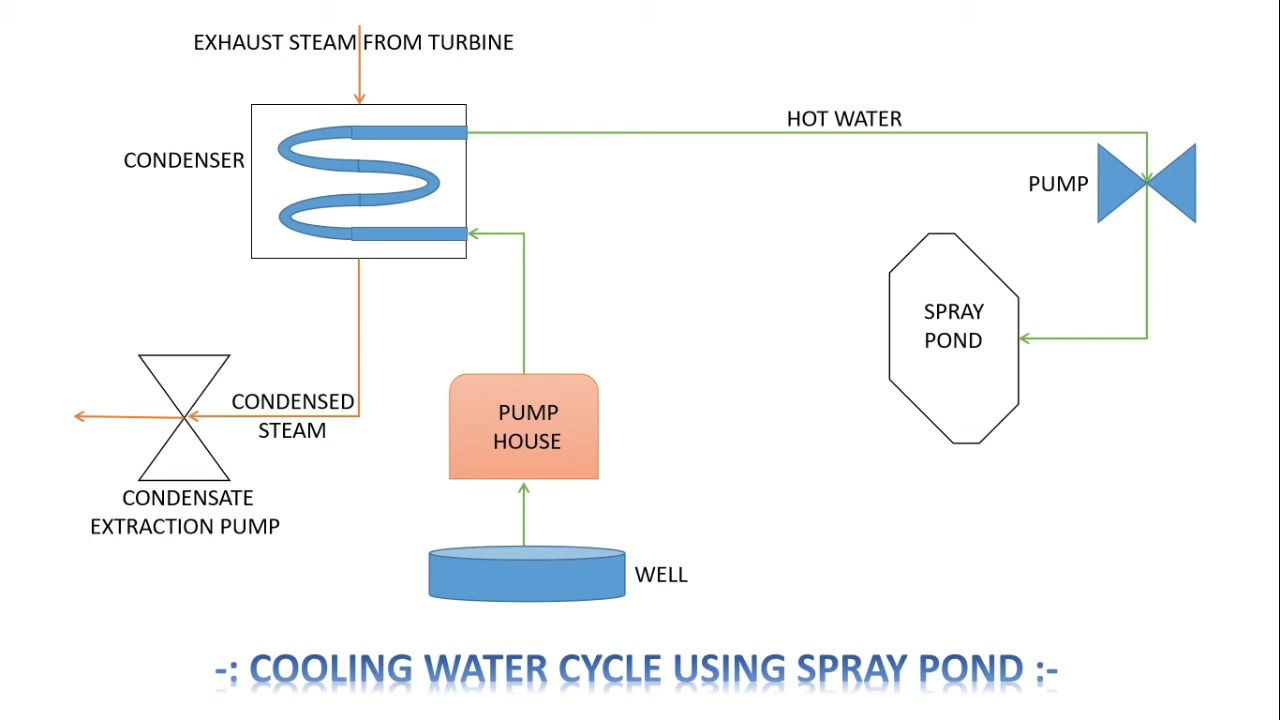 EXHAUST STEAM FROM TURBINE
HOT WATER
CONDENSER
PUMP
SPRAY
POND
CONDENSED
STEAM
PUMP
HOUSE
CONDENSATE
EXTRACTION PUMP
WELL
-: COOLING WATER CYCLE USING SPRAY POND :-